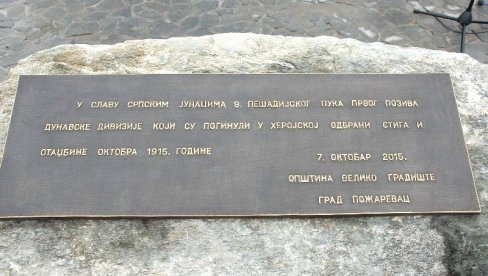 У СЛАВУ СРПСКИМ ЈУНАЦИМА 9. ПЕШАДИЈСКОГ ПУКА ПРВОГ ПОЗИВА
ДУНАВСКЕ ДИВИЗИЈЕ КОЈИ СУ ПОГИНУЛИ У ХЕРОЈСКОЈ ОДБРАНИ СТИГА И
ОТАЏБИНЕ ОКТОБРА 1915. ГОДИНЕ
7. ОКТОБАР 2015.
ОПШТИНА ВЕЛИКО ГРАДИШТЕ
ГРАД ПОЖАРЕВАЦ